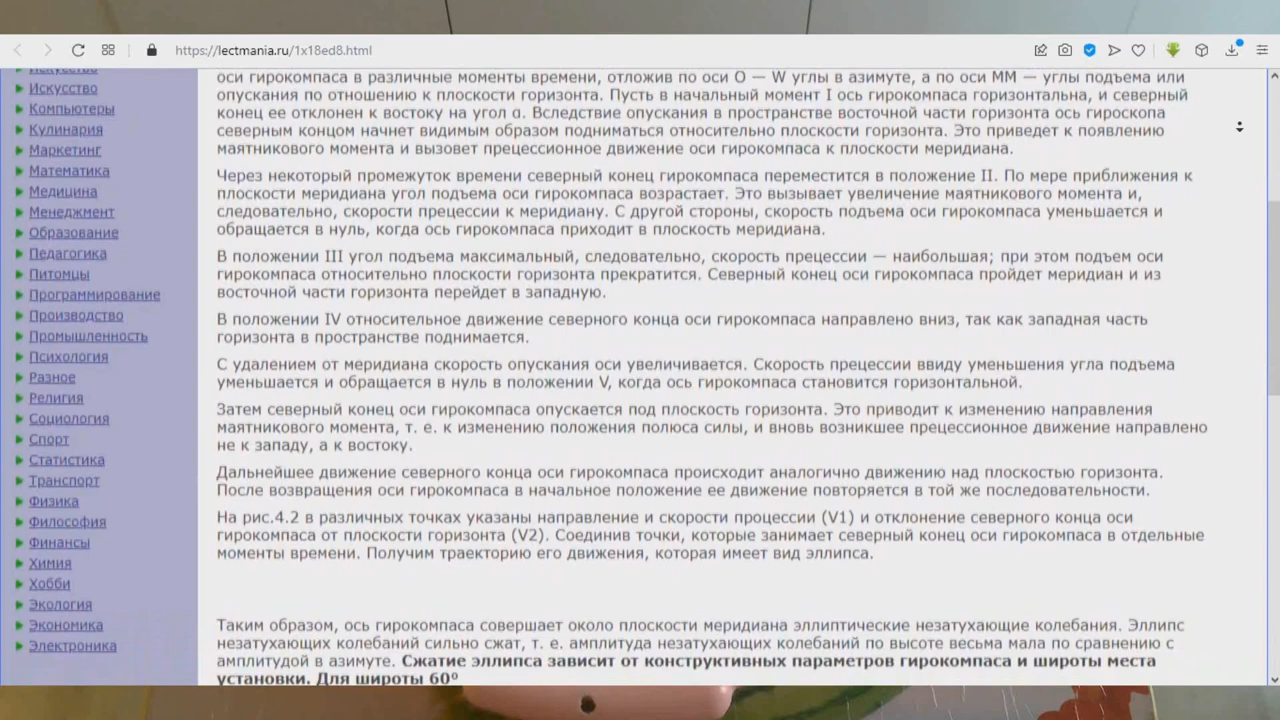 https://lectmania.ru/1x18ed8.html
Искусство
Искусство
Компьютеры
Кулинария
Маркетинг
Математика
Медицина
Менеджмент
Образование
Педагогика
Питомцы
Программирование
Производство
Промышленность
Психология
Разное
Религия
Социология
Спорт
Статистика
Транспорт
Физика
Философия
Финансы
Химия
Хобби
Экология
Экономика
Электроника
оси гирокомпаса в различные моменты времени, отложив по оси О — W углы в азимуте, а по оси ММ — углы подъема или
опускания по отношению к плоскости горизонта. Пусть в начальный момент I ось гирокомпаса горизонтальна, и северный
конец ее отклонен к востоку на угол α. Вследствие опускания в пространстве восточной части горизонта ось гироскопа
северным концом начнет видимым образом подниматься относительно плоскости горизонта. Это приведет к появлению
маятникового момента и вызовет прецессионное движение оси гирокомпаса к плоскости меридиана.
Через некоторый промежуток времени северный конец гирокомпаса переместится в положение II. По мере приближения к
плоскости меридиана угол подъема оси гирокомпаса возрастает. Это вызывает увеличение маятникового момента и,
следовательно, скорости прецессии к меридиану. С другой стороны, скорость подъема оси гирокомпаса уменьшается и
обращается в нуль, когда ось гирокомпаса приходит в плоскость меридиана.
В положении III угол подъема максимальный, следовательно, скорость прецессии — наибольшая; при этом подъем оси
гирокомпаса относительно плоскости горизонта прекратится. Северный конец оси гирокомпаса пройдет меридиан и из
восточной части горизонта перейдет в западную.
В положении IV относительное движение северного конца оси гирокомпаса направлено вниз, так как западная часть
горизонта в пространстве поднимается.
С удалением от меридиана скорость опускания оси увеличивается. Скорость прецессии ввиду уменьшения угла подъема
уменьшается и обращается в нуль в положении V, когда ось гирокомпаса становится горизонтальной.
Затем северный конец оси гирокомпаса опускается под плоскость горизонта. Это приводит к изменению направления
маятникового момента, т. е. к изменению положения полюса силы, и вновь возникшее прецессионное движение направлено
не к западу, а к востоку.
Дальнейшее движение северного конца оси гирокомпаса происходит аналогично движению над плоскостью горизонта.
После возвращения оси гирокомпаса в начальное положение ее движение повторяется в той же последовательности.
На рис.4.2 в различных точках указаны направление и скорости процессии (V1) и отклонение северного конца оси
гирокомпаса от плоскости горизонта (V2). Соединив точки, которые занимает северный конец оси гирокомпаса в отдельные
моменты времени. Получим траекторию его движения, которая имеет вид эллипса.
Таким образом, ось гирокомпаса совершает около плоскости меридиана эллиптические незатухающие колебания. Эллипс
незатухающих колебаний сильно сжат, т. е. амплитуда незатухающих колебаний по высоте весьма мала по сравнению с
амплитудой в азимуте. Сжатие эллипса зависит от конструктивных параметров гирокомпаса и широты места
установки. Для широты 60º